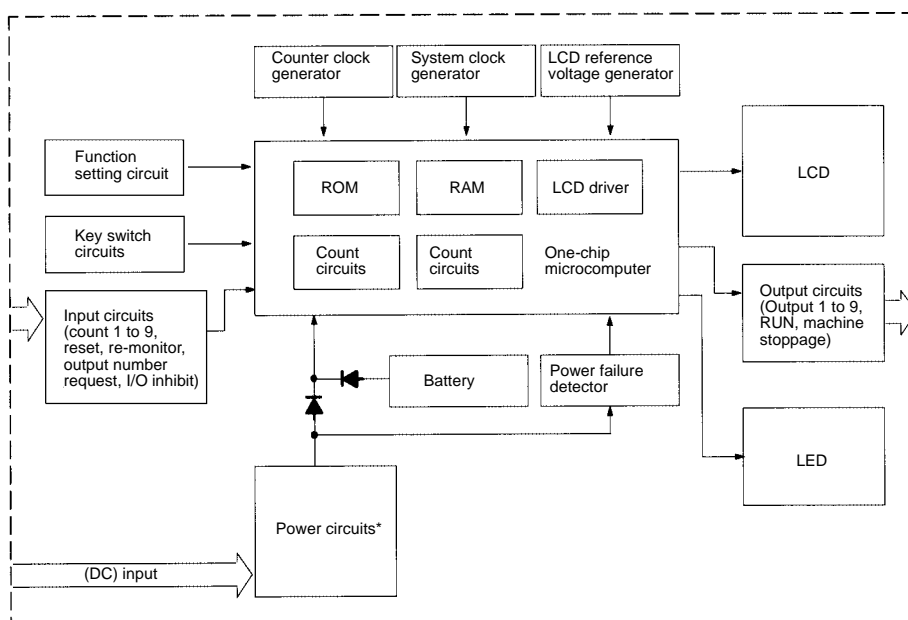 Counter clock
generator
System clock
generator
LCD reference
voltage generator
Function
setting circuit
ROM
RAM
LCD driver
LCD
Key switch
circuits
Count
circuits
Count
circuits
One-chip
microcomputer
Input circuits
(count 1 to 9,
reset, re-monitor,
output number
request, I/O inhibit)
Output circuits
(Output 1 to 9,
RUN, machine
stoppage)
Battery
Power failure
detector
LED
Power circuits*
(DC) input